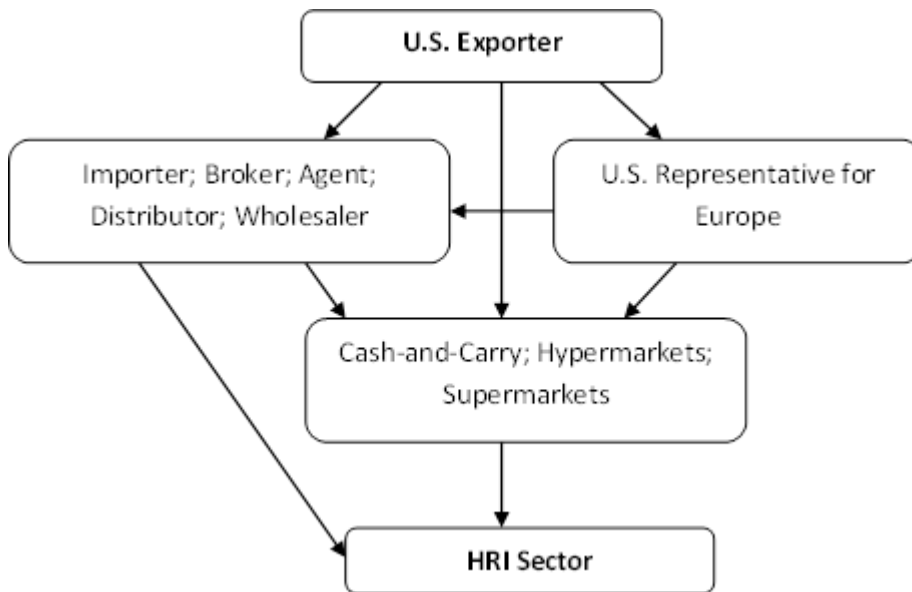 U.S. Exporter
Importer; Broker; Agent;
Distributor; Wholesaler
U.S. Representative for
Europe
Cash-and-Carry; Hypermarkets;
Supermarkets
HRI Sector